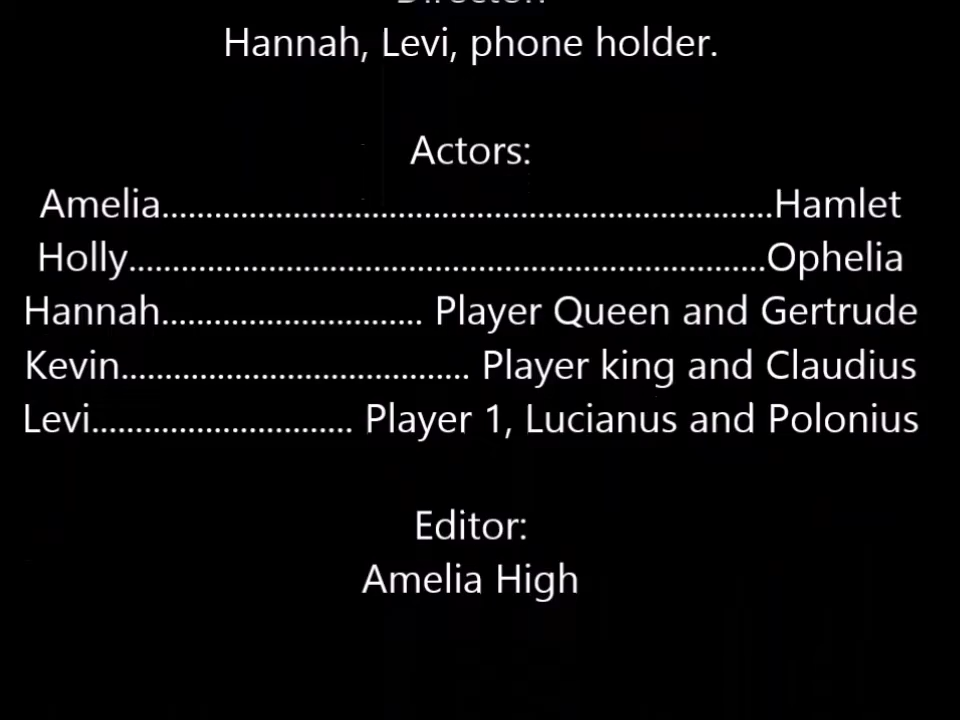 Director:
Hannah, Levi, phone holder.
Actors:
Amelia.....................................................................Hamlet
Holly........................................................................Ophelia
Hannah.............................. Player Queen and Gertrude
Kevin........................................ Player king and Claudius
Levi.............................. Player 1, Lucianus and Polonius
Editor:
Amelia High